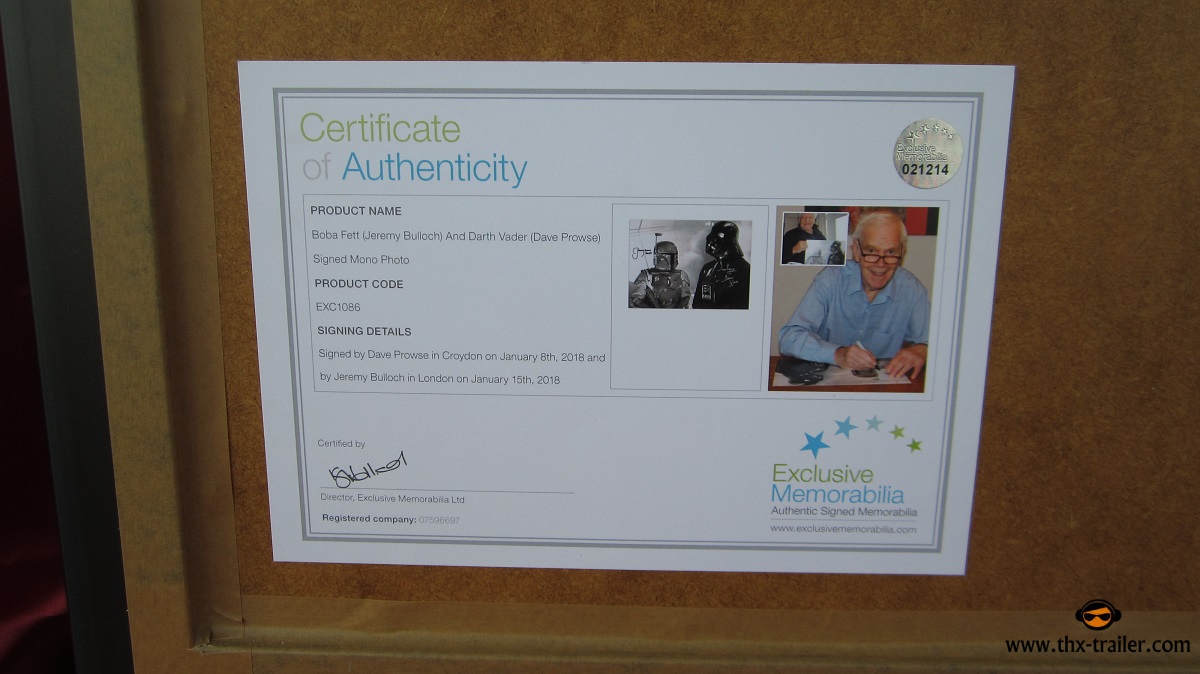 Certificate
of Authenticity
Exclusive
Memorabilia
021214
PRODUCT NAME
Boba Fett (Jeremy Bulloch) And Darth Vader (Dave Prowse)
Signed Mono Photo
PRODUCT CODE
EXC1086
SIGNING DETAILS
Signed by Dave Prowse in Croydon on January 8th, 2018 and
by Jeremy Bulloch in London on January 15th, 2018
Certified by
Director, Exclusive Memorabilia Ltd
Registered company: 07596697
Exclusive
Memorabilia
Authentic Signed Memorabilia
www.exclusivememorabilia.com
www.thx-trailer.com